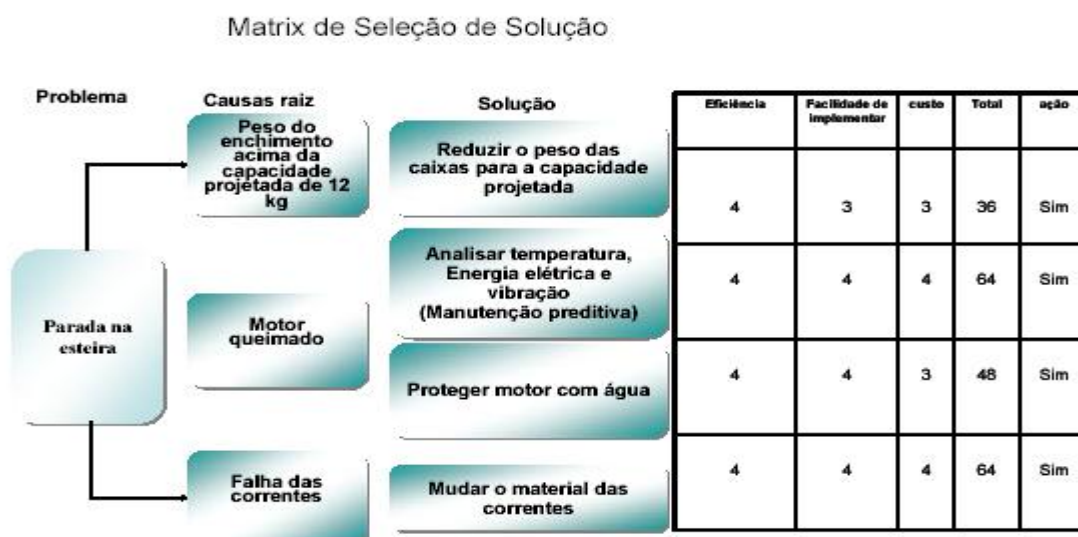 Matrix de Seleção de Solução
Problema
Causas raiz
Solução
Eficiência
Facilidade de
implementar
custo
Total
ação
Parada na
esteira
Peso do
enchimento
acima da
capacidade
projetada de 12
kg
Reduzir o peso das
caixas para a capacidade
projetada
4 3 3 36 Sim
Motor
queimado
Analisar temperatura,
Energia elétrica e
vibração
(Manutenção preditiva)
4 4 4 64 Sim
Proteger motor com água
4 4 3 48 Sim
Falha das
correntes
Mudar o material das
correntes
4 4 4 64 Sim